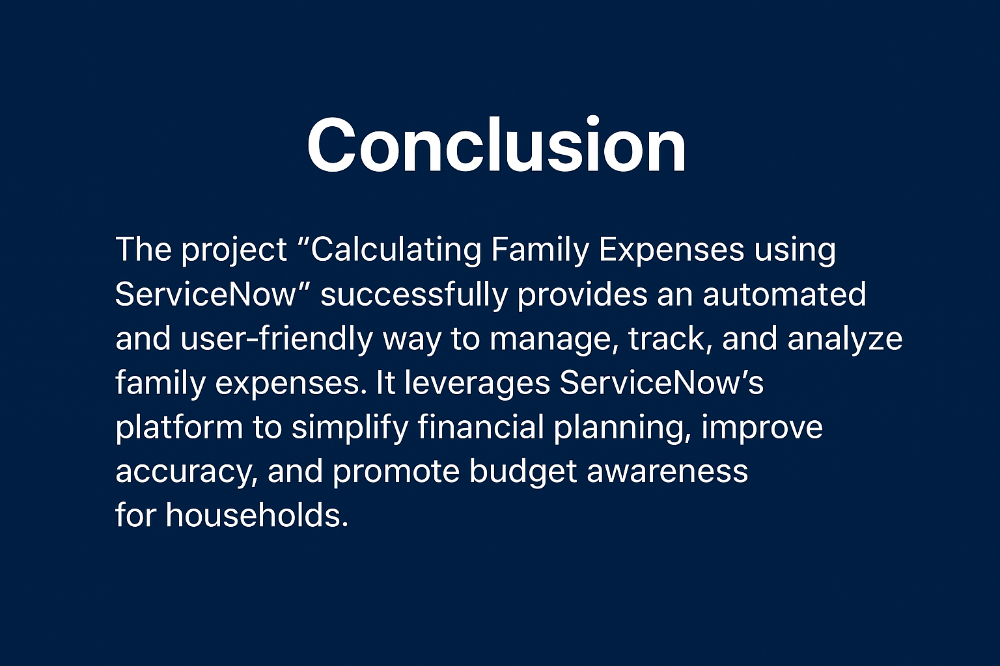 Conclusion
The project “Calculating Family Expenses using
ServiceNow” successfully provides an automated
and user-friendly way to manage, track, and analyze
family expenses. It leverages ServiceNow’s
platform to simplify financial planning, improve
accuracy, and promote budget awareness
for households.